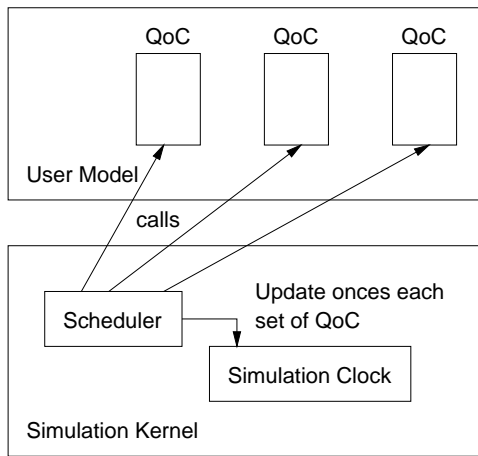 QoC QoC QoC
User Model
calls
Update onces each
set of QoC
Scheduler
Simulation Clock
Simulation Kernel